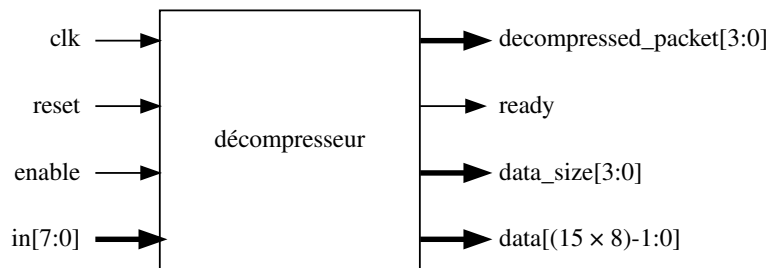 clk
reset
enable
in[7:0]
décompresseur
decompressed_packet[3:0]
ready
data_size[3:0]
data[(15 × 8)-1:0]